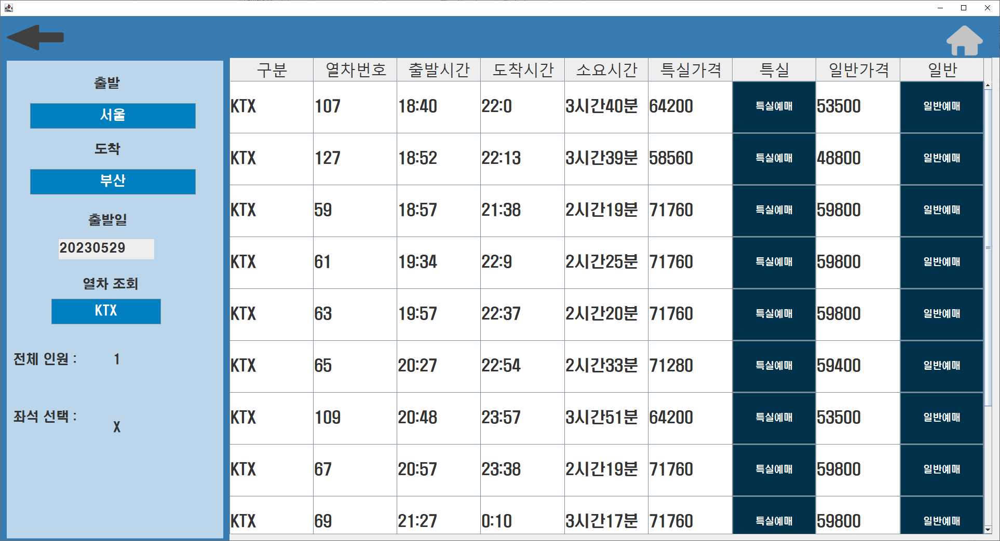 출발
서울
도착
부산
출발일
20230529
열차 조회
KTX
전체 인원 : 1
좌석 선택 :
X
구분 열차번호 출발시간 도착시간 소요시간 특실가격 특실 일반가격 일반
KTX 107 18:40 22:0 3시간40분 64200 특실예매 53500 일반예매
KTX 127 18:52 22:13 3시간39분 58560 특실예매 48800 일반예매
KTX 59 18:57 21:38 2시간19분 71760 특실예매 59800 일반예매
KTX 61 19:34 22:9 2시간25분 71760 특실예매 59800 일반예매
KTX 63 19:57 22:37 2시간20분 71760 특실예매 59800 일반예매
KTX 65 20:27 22:54 2시간33분 71280 특실예매 59400 일반예매
KTX 109 20:48 23:57 3시간51분 64200 특실예매 53500 일반예매
KTX 67 20:57 23:38 2시간19분 71760 특실예매 59800 일반예매
KTX 69 21:27 0:10 3시간17분 71760 특실예매 59800 일반예매